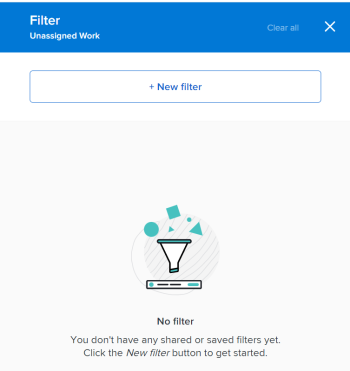 Filter
Unassigned Work
Clear all
+ New filter
No filter
You don't have any shared or saved filters yet.
Click the New filter button to get started.